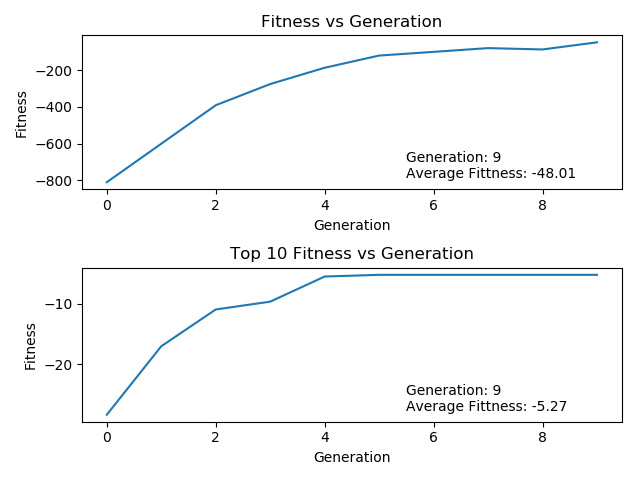 Fitness vs Generation
Fitness
−200
−400
−600
−800
Generation: 9
Average Fittness: -48.01
0 2 4 6 8
Generation
Top 10 Fitness vs Generation
Fitness
−10
−20
Generation: 9
Average Fittness: -5.27
0 2 4 6 8
Generation